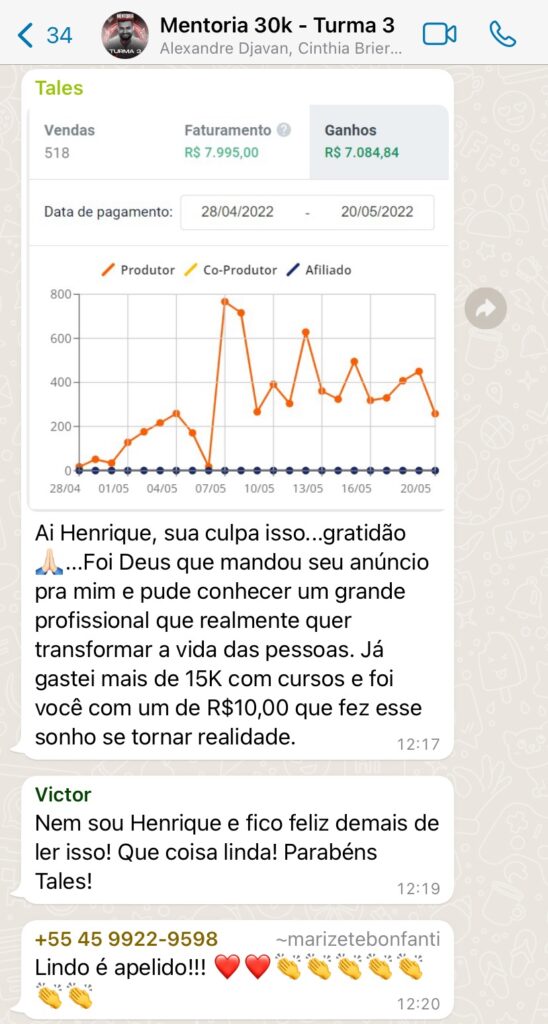 34
MENTORIA
TURMA 3
Mentoria 30k - Turma 3
Alexandre Djavan, Cinthia Brier...
Tales
Vendas Faturamento ? Ganhos
518 R$ 7.995,00 R$ 7.084,84
Data de pagamento: 28/04/2022 - 20/05/2022
Produtor Co-Produtor Afiliado
800
600
400
200
0
28/04 01/05 04/05 07/05 10/05 13/05 16/05 20/05
Ai Henrique, sua culpa isso...gratidão
🙏🏻...Foi Deus que mandou seu anúncio
pra mim e pude conhecer um grande
profissional que realmente quer
transformar a vida das pessoas. Já
gastei mais de 15K com cursos e foi
você com um de R$10,00 que fez esse
sonho se tornar realidade.
12:17
Victor
Nem sou Henrique e fico feliz demais de
ler isso! Que coisa linda! Parabéns
Tales!
12:19
+55 45 9922-9598 ~marizetebonfanti
Lindo é apelido!!! ❤️❤️👏👏👏👏👏
👏👏
12:20